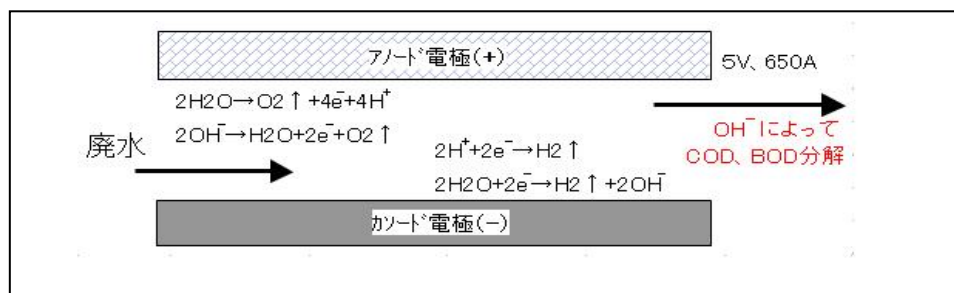 アノード電極(+)
5V、650A
2H2O→O2↑+4e⁻+4H⁺
2OH⁻→H2O+2e⁻+O2↑
廃水
2H⁺+2e⁻→H2↑
2H2O+2e⁻→H2↑+2OH⁻
OH⁻によって
COD、BOD分解
カソード電極(-)